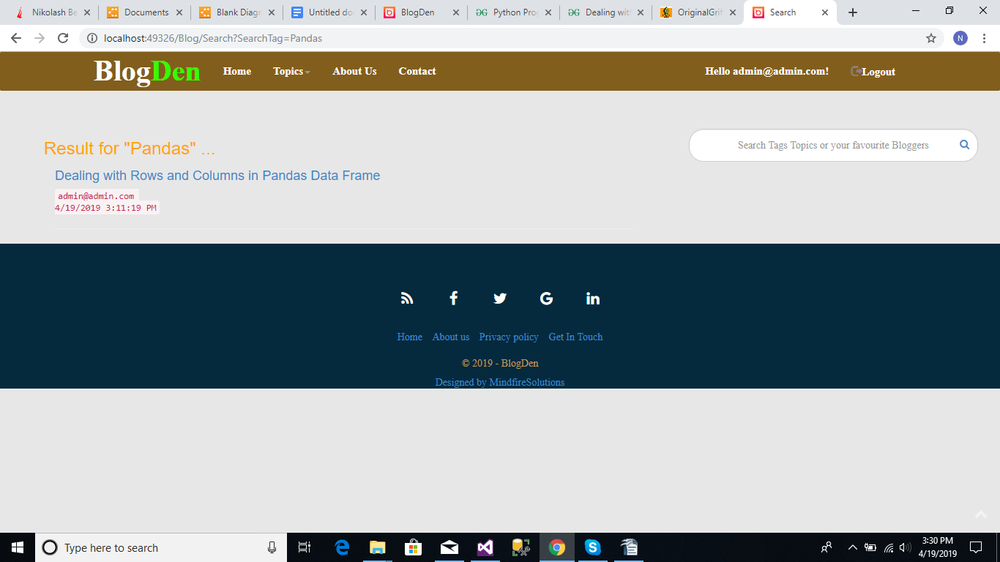 Nikolash Be
Documents
Blank Diagr
Untitled do
BlogDen
Python Pro
Dealing with
OriginalGrif
Search
localhost:49326/Blog/Search?SearchTag=Pandas
N
BlogDen
Home
Topics
About Us
Contact
Hello admin@admin.com!
Logout
Result for "Pandas" ...
Search Tags Topics or your favourite Bloggers
Dealing with Rows and Columns in Pandas Data Frame
admin@admin.com
4/19/2019 3:11:19 PM
Home About us Privacy policy Get In Touch
© 2019 - BlogDen
Designed by MindfireSolutions
Type here to search
3:30 PM
4/19/2019